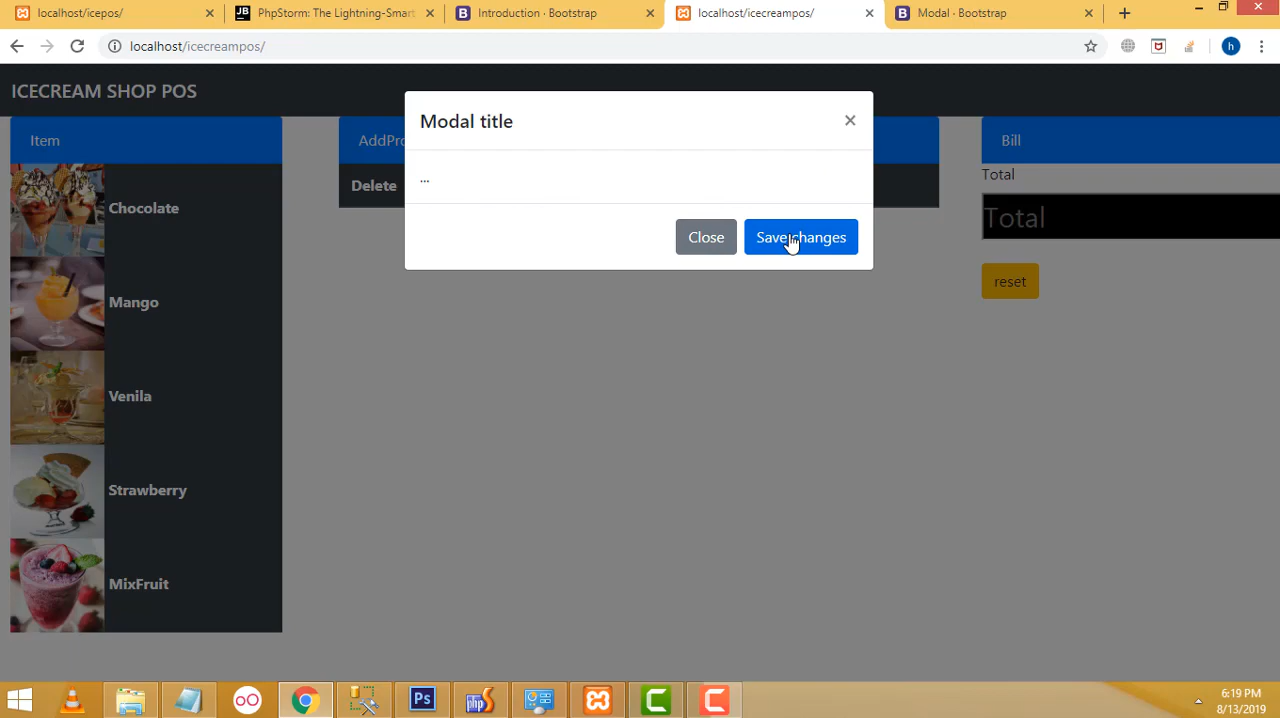 localhost/icepos/
PhpStorm: The Lightning-Smart
Introduction · Bootstrap
localhost/icecreampos/
Modal · Bootstrap
localhost/icecreampos/
h
ICECREAM SHOP POS
Item
Chocolate
Mango
Venila
Strawberry
MixFruit
AddPro
Delete
Modal title
×
...
Close
Save changes
Bill
Total
Total
reset
Ps
6:19 PM
8/13/2019